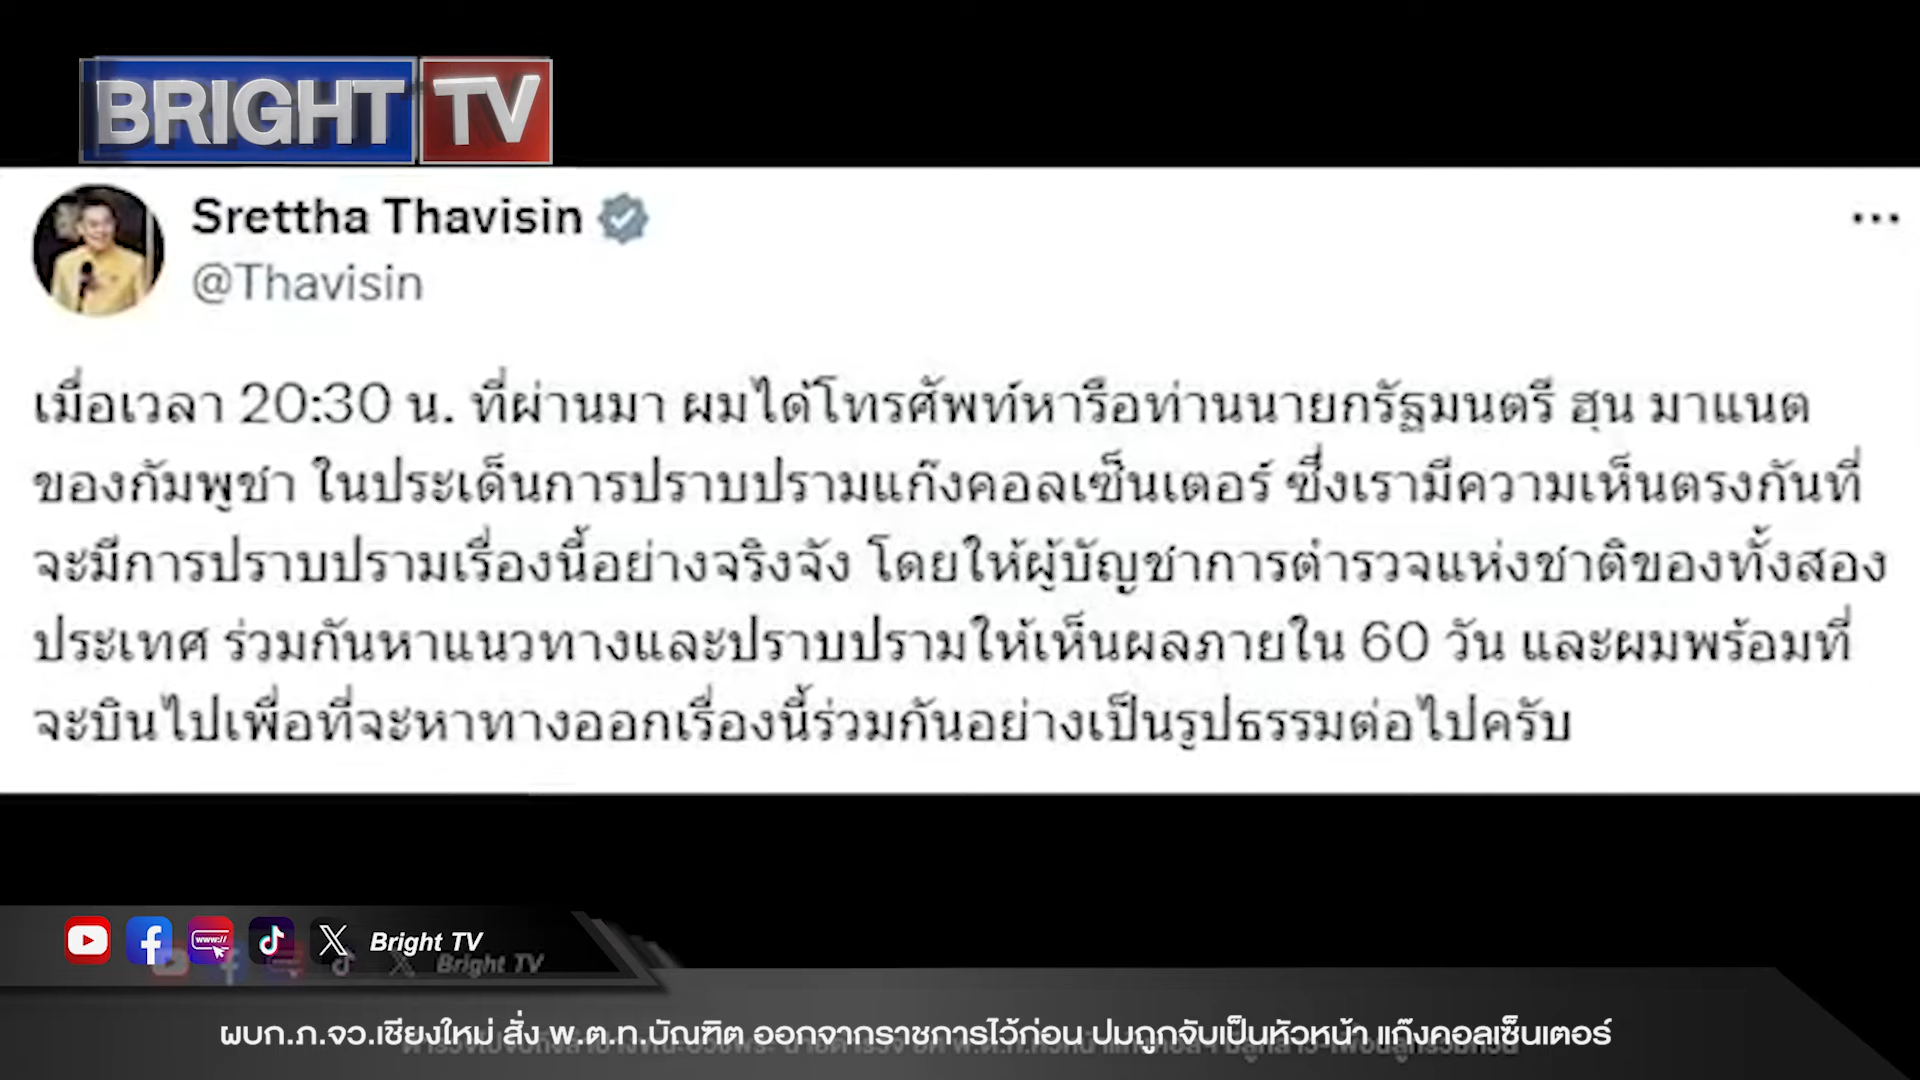 BRIGHT TV
Srettha Thavisin
@Thavisin
เมื่อเวลา 20:30 น. ที่ผ่านมา ผมได้โทรศัพท์หารือท่านนายกรัฐมนตรี ฮุน มาแนต
ของกัมพูชา ในประเด็นการปราบปรามแก๊งคอลเซ็นเตอร์ ซึ่งเรามีความเห็นตรงกันที่
จะมีการปราบปรามเรื่องนี้อย่างจริงจัง โดยให้ผู้บัญชาการตำรวจแห่งชาติของทั้งสอง
ประเทศ ร่วมกันหาแนวทางและปราบปรามให้เห็นผลภายใน 60 วัน และผมพร้อมที่
จะบินไปเพื่อที่จะหาทางออกเรื่องนี้ร่วมกันอย่างเป็นรูปธรรมต่อไปครับ
www:// Bright TV
Bright TV
ผบก.ภ.จว.เชียงใหม่ สั่ง พ.ต.ท.บัณฑิต ออกจากราชการไว้ก่อน ปมถูกจับเป็นหัวหน้า แก๊งคอลเซ็นเตอร์